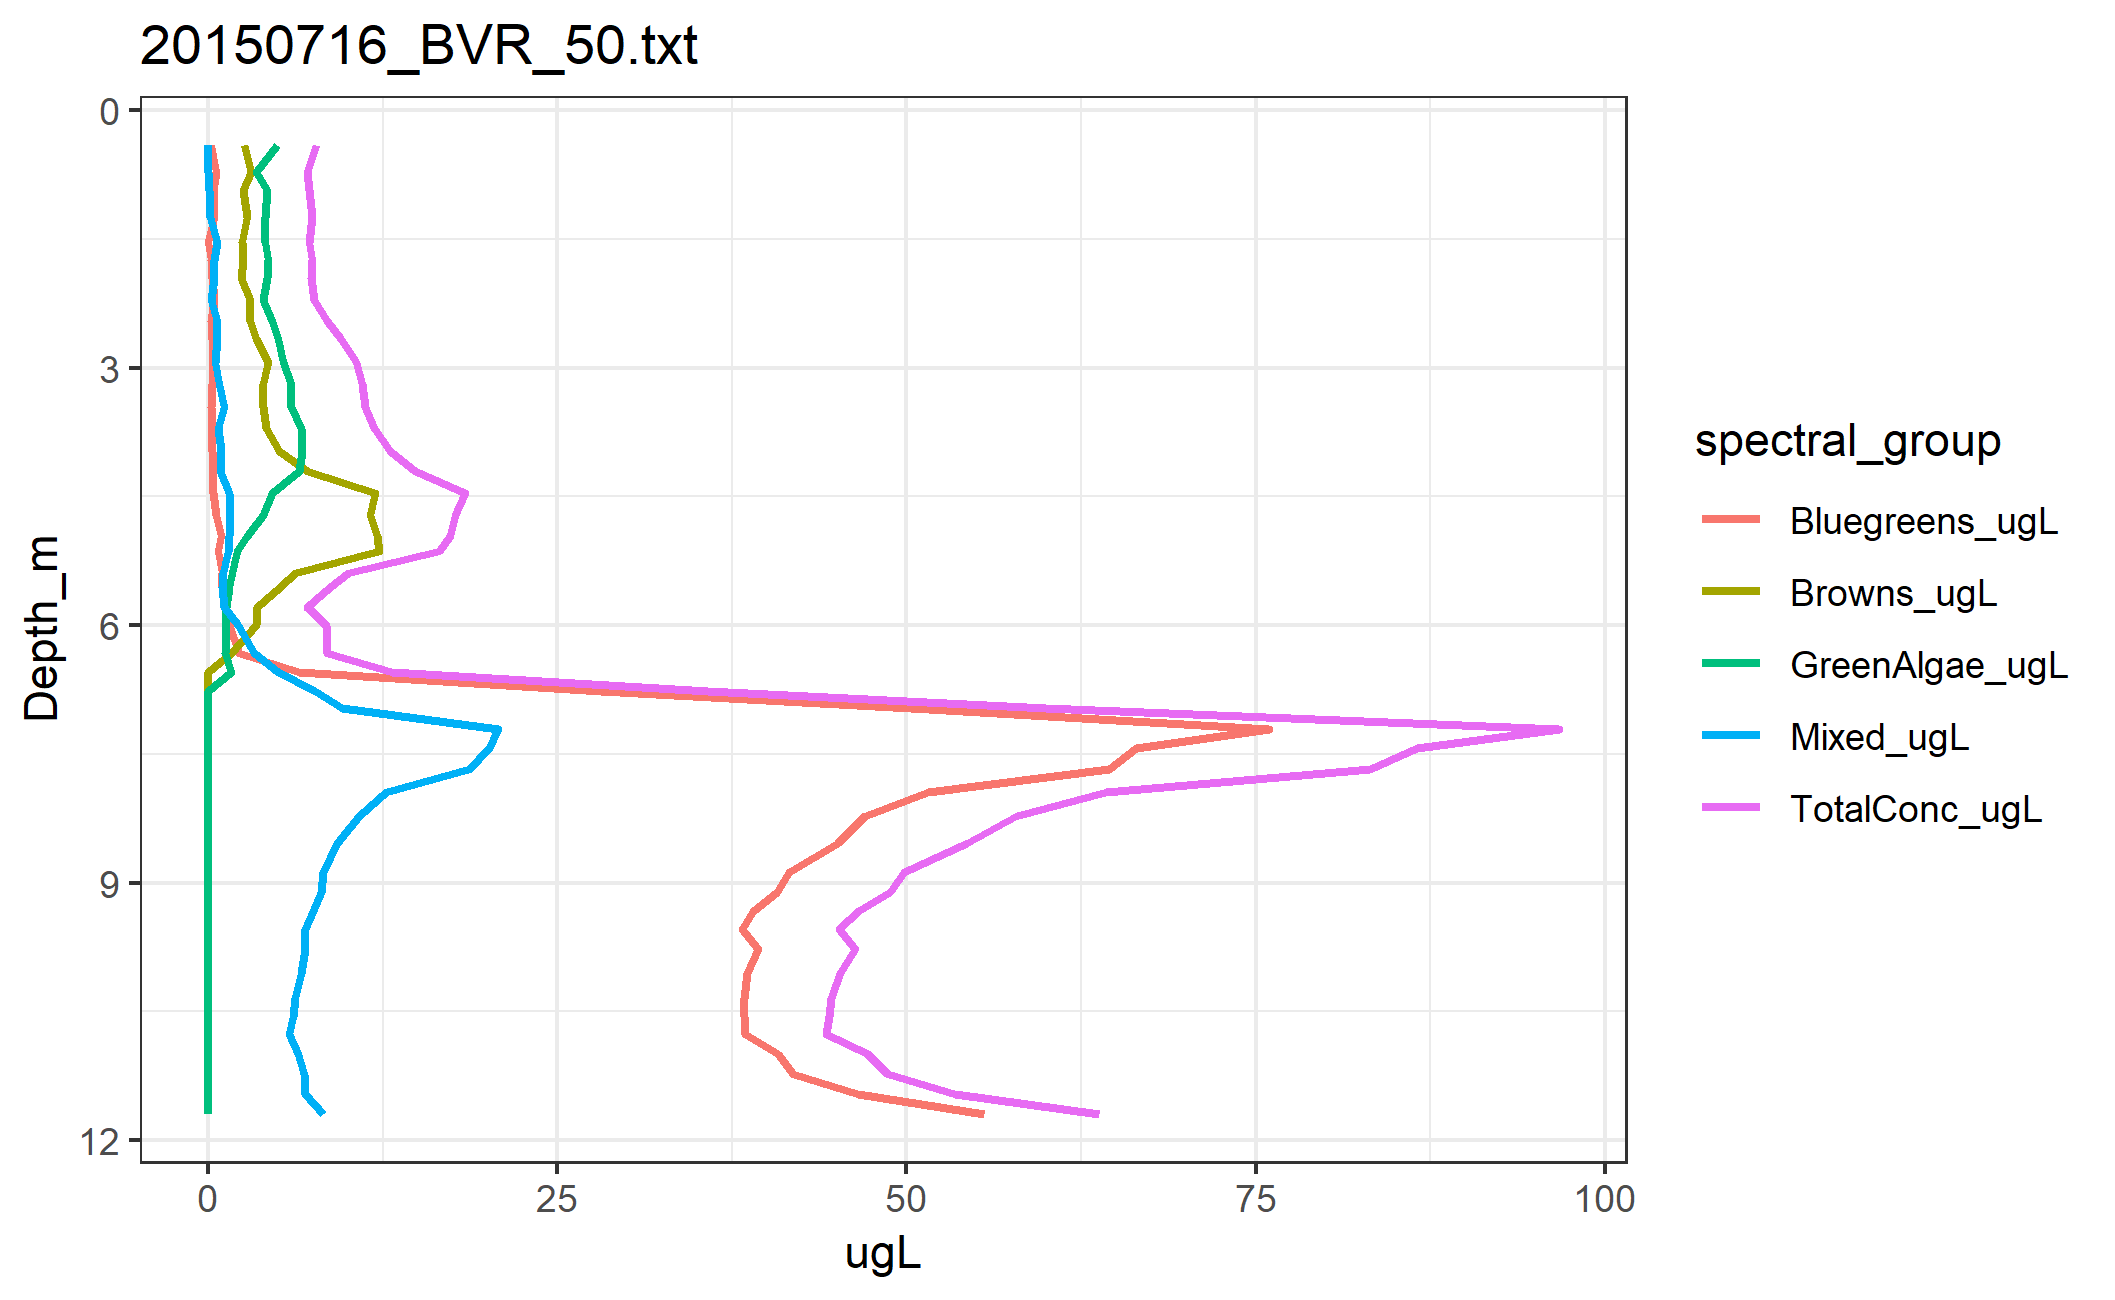 20150716_BVR_50.txt
0
3
6
9
12
Depth_m
0 25 50 75 100
ugL
spectral_group
Bluegreens_ugL
Browns_ugL
GreenAlgae_ugL
Mixed_ugL
TotalConc_ugL